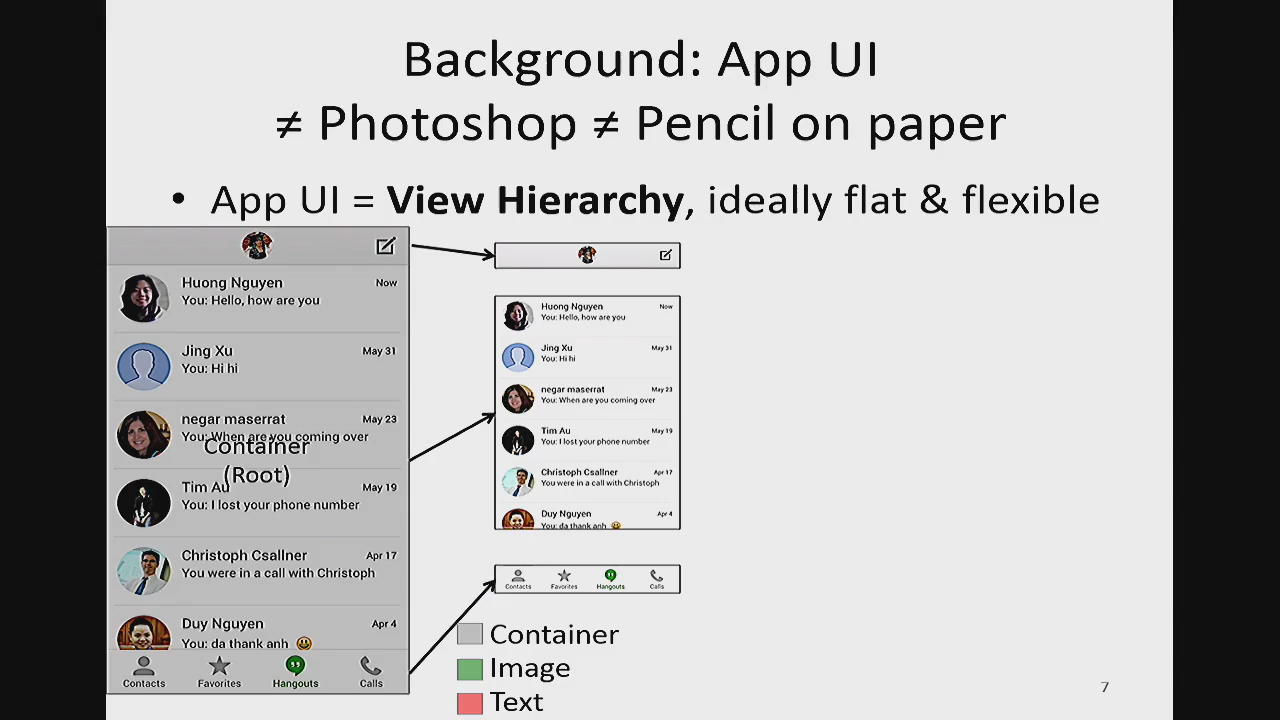 Background: App UI
≠ Photoshop ≠ Pencil on paper
• App UI = View Hierarchy, ideally flat & flexible
Huong Nguyen Now
You: Hello, how are you
Jing Xu May 31
You: Hi hi
negar maserrat May 23
You: When are you coming over
Container
(Root)
Tim Au May 19
You: I lost your phone number
Christoph Csallner Apr 17
You were in a call with Christoph
Duy Nguyen Apr 4
You: da thank anh
Contacts Favorites Hangouts Calls
Huong Nguyen Now
You: Hello, how are you
Jing Xu May 31
You: Hi hi
negar maserrat May 23
You: When are you coming over
Tim Au May 19
You: I lost your phone number
Christoph Csallner Apr 17
You were in a call with Christoph
Duy Nguyen Apr 4
You: da thank anh
Contacts Favorites Hangouts Calls
Container
Image
Text
7